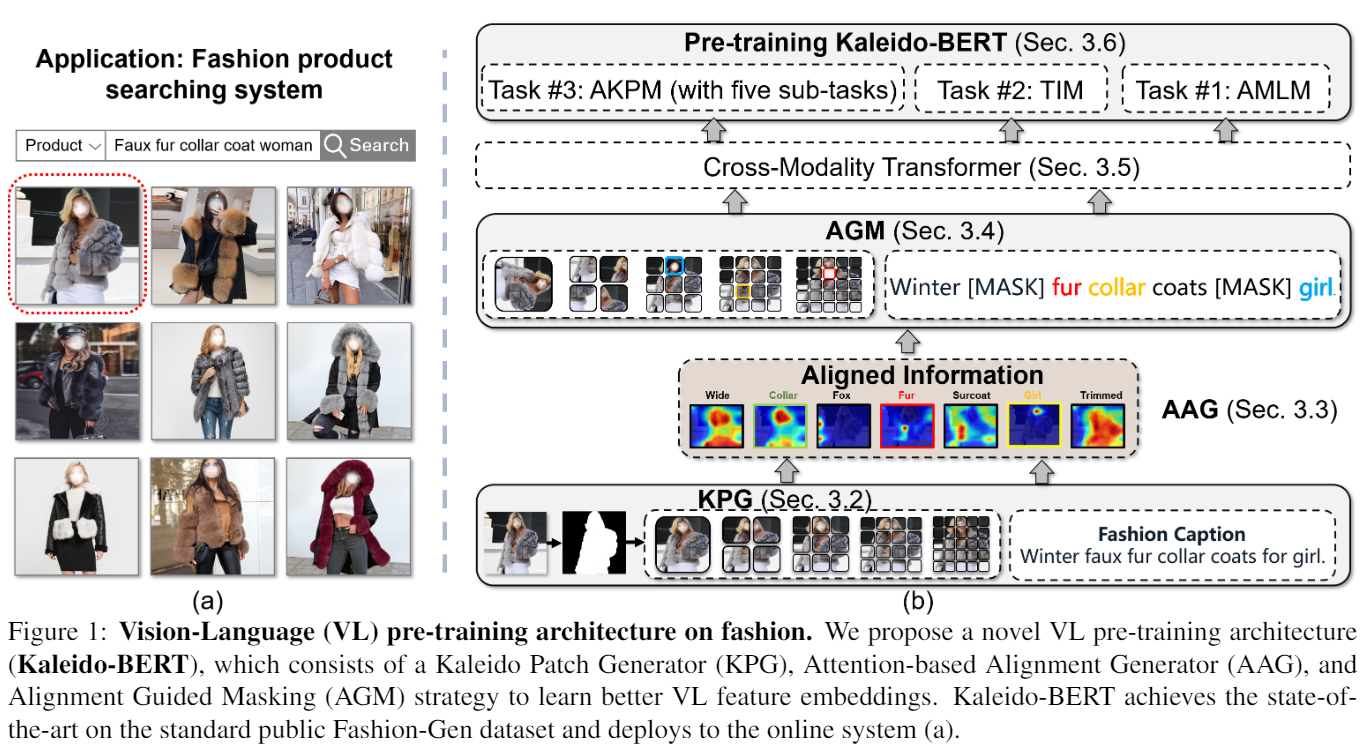 Application: Fashion product
searching system
Product
Faux fur collar coat woman
Search
(a)
Pre-training Kaleido-BERT (Sec. 3.6)
Task #3: AKPM (with five sub-tasks)
Task #2: TIM
Task #1: AMLM
Cross-Modality Transformer (Sec. 3.5)
AGM (Sec. 3.4)
Winter [MASK] fur collar coats [MASK] girl.
Aligned Information
Wide Collar Fox Fur Surcoat Girl Trimmed
AAG (Sec. 3.3)
KPG (Sec. 3.2)
Fashion Caption
Winter faux fur collar coats for girl.
(b)
Figure 1: Vision-Language (VL) pre-training architecture on fashion. We propose a novel VL pre-training architecture
(Kaleido-BERT), which consists of a Kaleido Patch Generator (KPG), Attention-based Alignment Generator (AAG), and
Alignment Guided Masking (AGM) strategy to learn better VL feature embeddings. Kaleido-BERT achieves the state-of-
the-art on the standard public Fashion-Gen dataset and deploys to the online system (a).